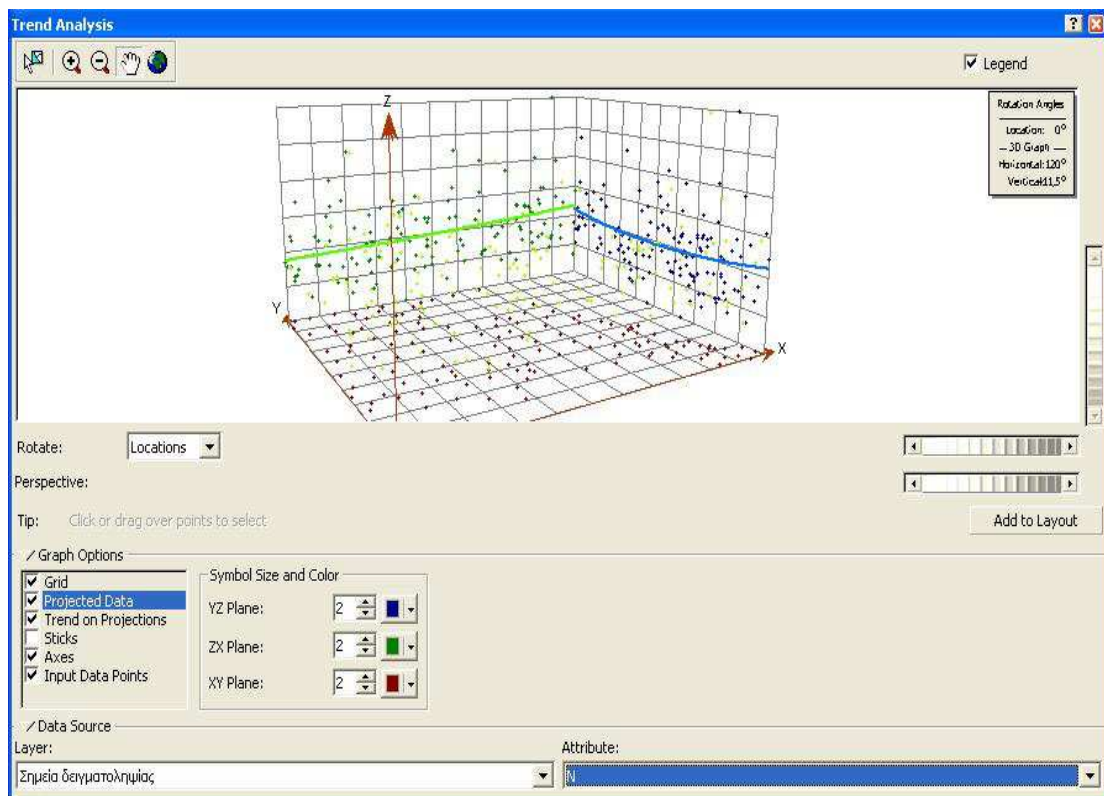 Trend Analysis
Legend
Z
Y
X
Rotation Angles
Location: 0°
— 3D Graph —
Horizontal:120°
Vertical:11,5°
Rotate:
Locations
Perspective:
Tip: Click or drag over points to select
Add to Layout
Graph Options
Grid
Projected Data
Trend on Projections
Sticks
Axes
Input Data Points
Symbol Size and Color
YZ Plane: 2
ZX Plane: 2
XY Plane: 2
Data Source
Layer:
Σημεία δειγματοληψίας
Attribute:
N